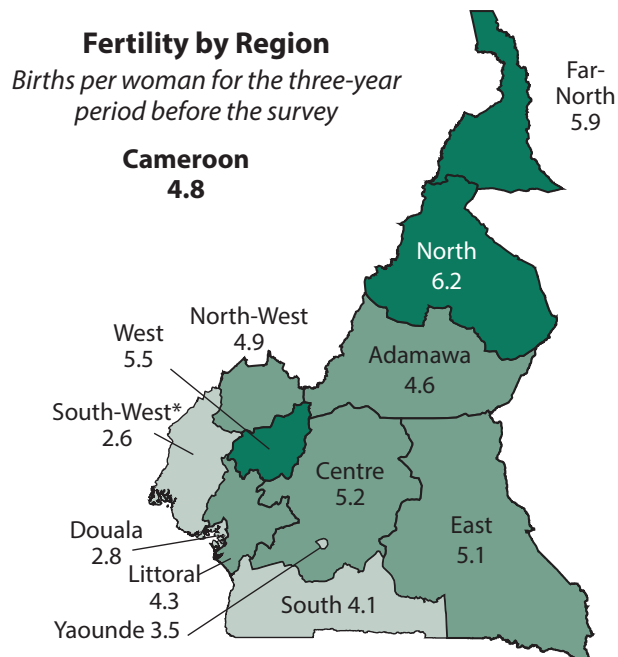 Fertility by Region
Births per woman for the three-year
period before the survey
Cameroon
4.8
Far-
North
5.9
North
6.2
North-West
4.9
West
5.5
Adamawa
4.6
South-West*
2.6
Centre
5.2
East
5.1
Douala
2.8
Littoral
4.3
South 4.1
Yaounde 3.5